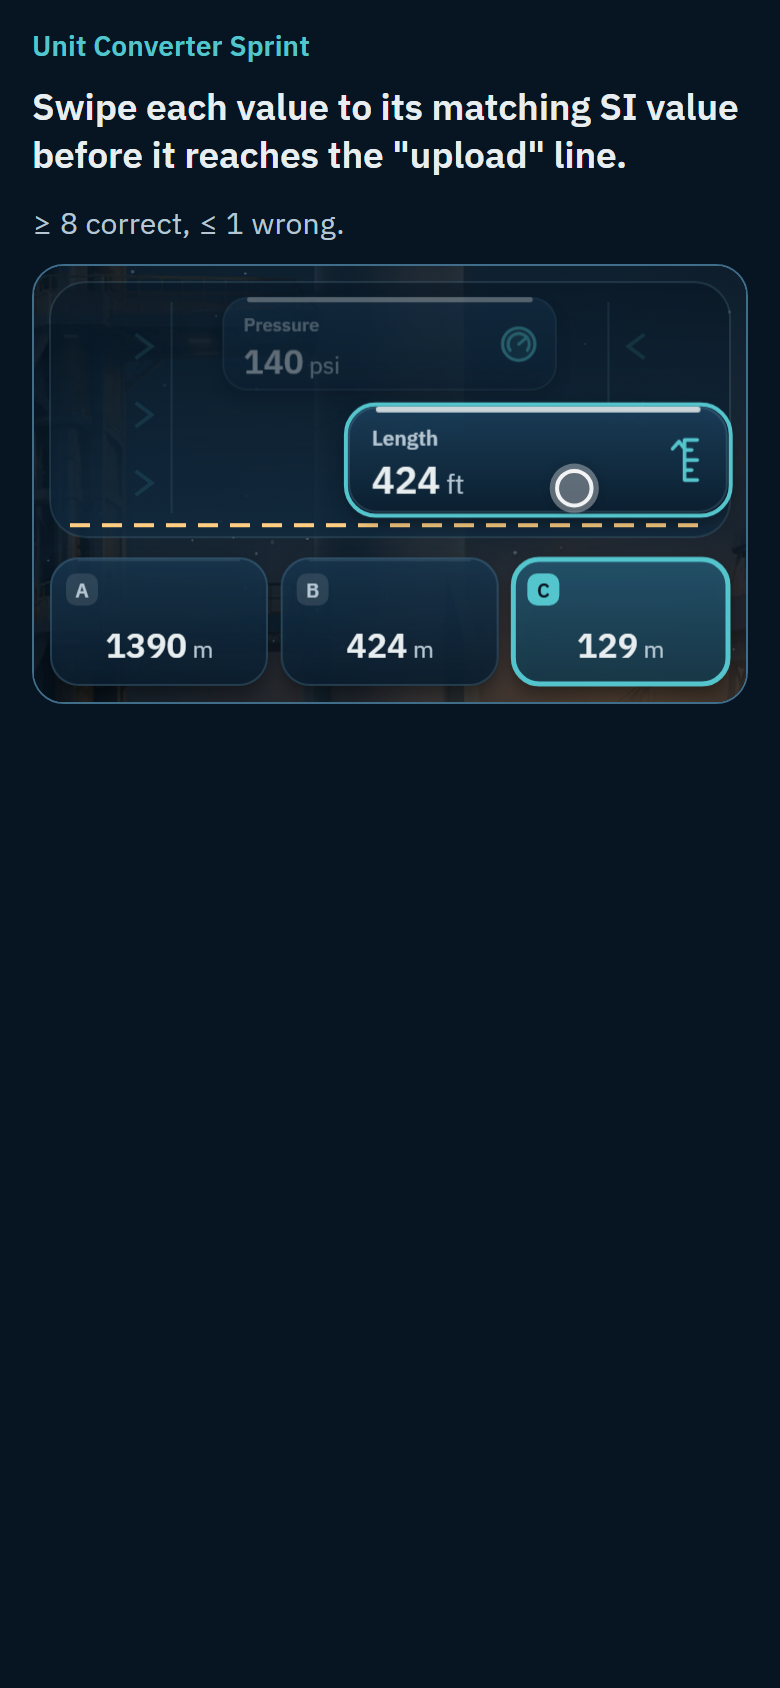 Unit Converter Sprint
Swipe each value to its matching SI value
before it reaches the "upload" line.
≥ 8 correct, ≤ 1 wrong.
Pressure
140 psi
Length
424 ft
A
1390 m
B
424 m
C
129 m